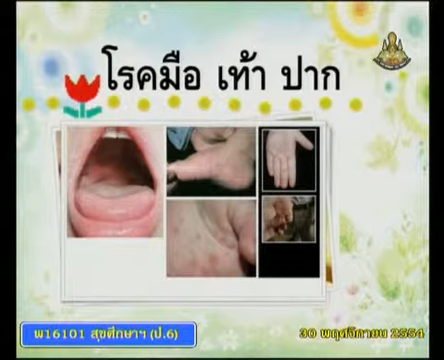 โรคมือ เท้า ปาก
พ16101 สุขศึกษาฯ (ป.6)
30 พฤศจิกายน 2554